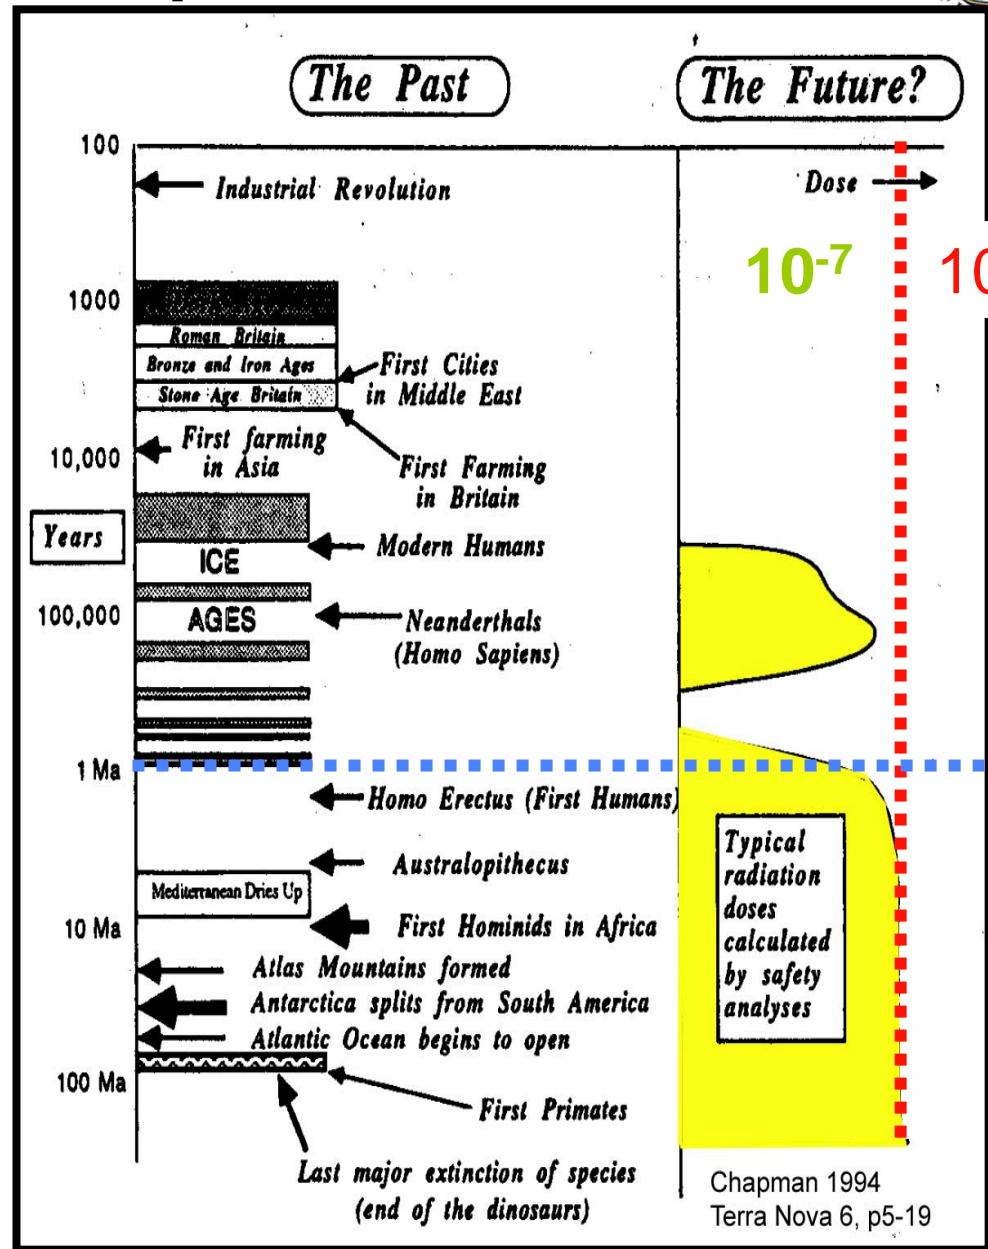 The Past
The Future?
100
Industrial Revolution
Dose
10-7
10
1000
Roman Britain
Bronze and Iron Ages
First Cities
in Middle East
Stone Age Britain
First farming
in Asia
10,000
First Farming
in Britain
Years
Modern Humans
ICE
100,000
AGES
Neanderthals
(Homo Sapiens)
1 Ma
Homo Erectus (First Humans)
Australopithecus
Mediterranean Dries Up
10 Ma
First Hominids in Africa
Atlas Mountains formed
Antarctica splits from South America
Atlantic Ocean begins to open
100 Ma
First Primates
Last major extinction of species
(end of the dinosaurs)
Typical
radiation
doses
calculated
by safety
analyses
Chapman 1994
Terra Nova 6, p5-19